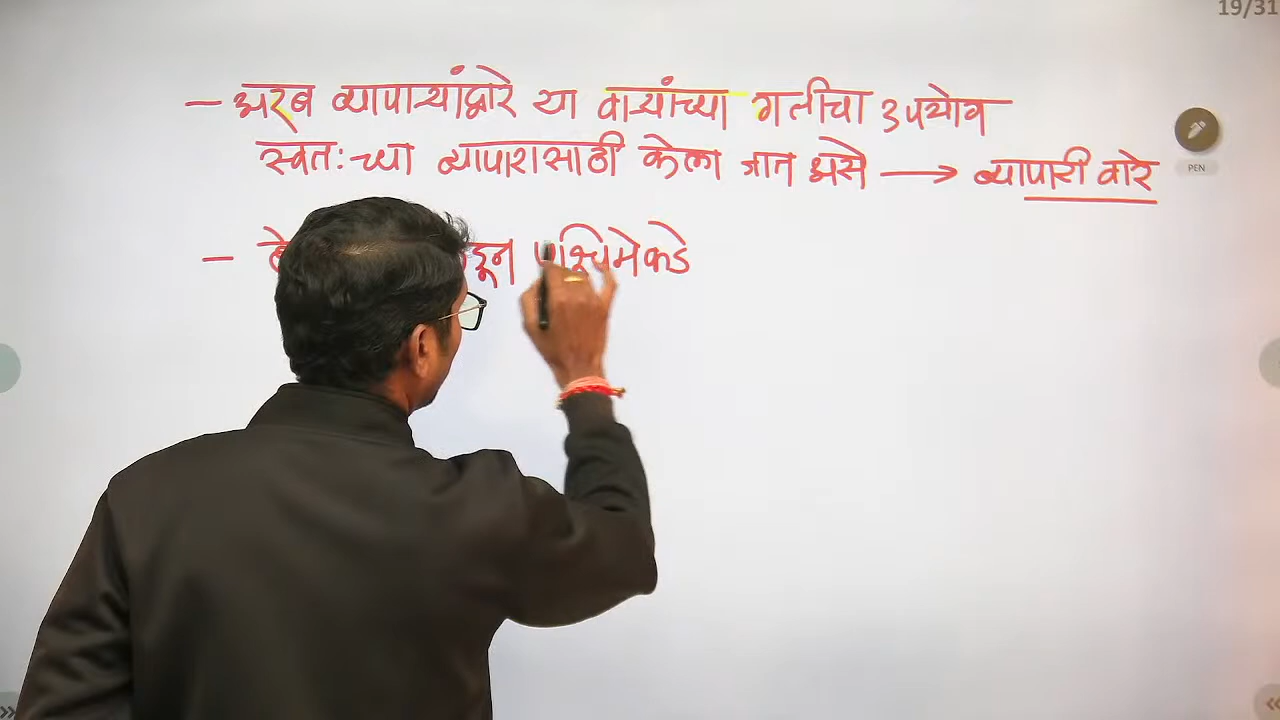 19/31
– अरब व्यापाऱ्यांद्वारे या वाऱ्यांच्या गतीचा उपयोग
स्वत: च्या व्यापारासाठी केला जात असे → व्यापारी वारे
PEN
– पश्चिमेकडे